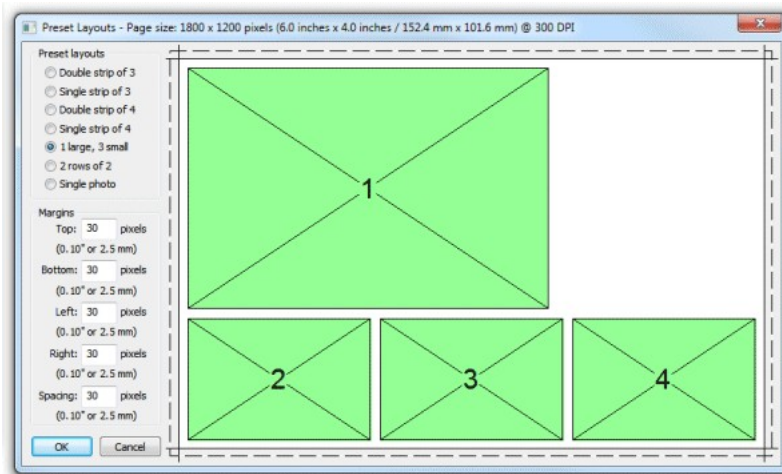 Preset Layouts - Page size: 1800 x 1200 pixels (6.0 inches x 4.0 inches / 152.4 mm x 101.6 mm) @ 300 DPI
Preset layouts
Double strip of 3
Single strip of 3
Double strip of 4
Single strip of 4
1 large, 3 small
2 rows of 2
Single photo
Margins
Top: 30 pixels
(0.10" or 2.5 mm)
Bottom: 30 pixels
(0.10" or 2.5 mm)
Left: 30 pixels
(0.10" or 2.5 mm)
Right: 30 pixels
(0.10" or 2.5 mm)
Spacing: 30 pixels
(0.10" or 2.5 mm)
OK Cancel
1
2 3 4